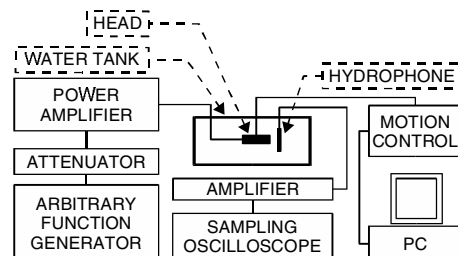 HEAD
WATER TANK
HYDROPHONE
POWER
AMPLIFIER
MOTION
CONTROL
ATTENUATOR
AMPLIFIER
ARBITRARY
FUNCTION
GENERATOR
SAMPLING
OSCILLOSCOPE
PC